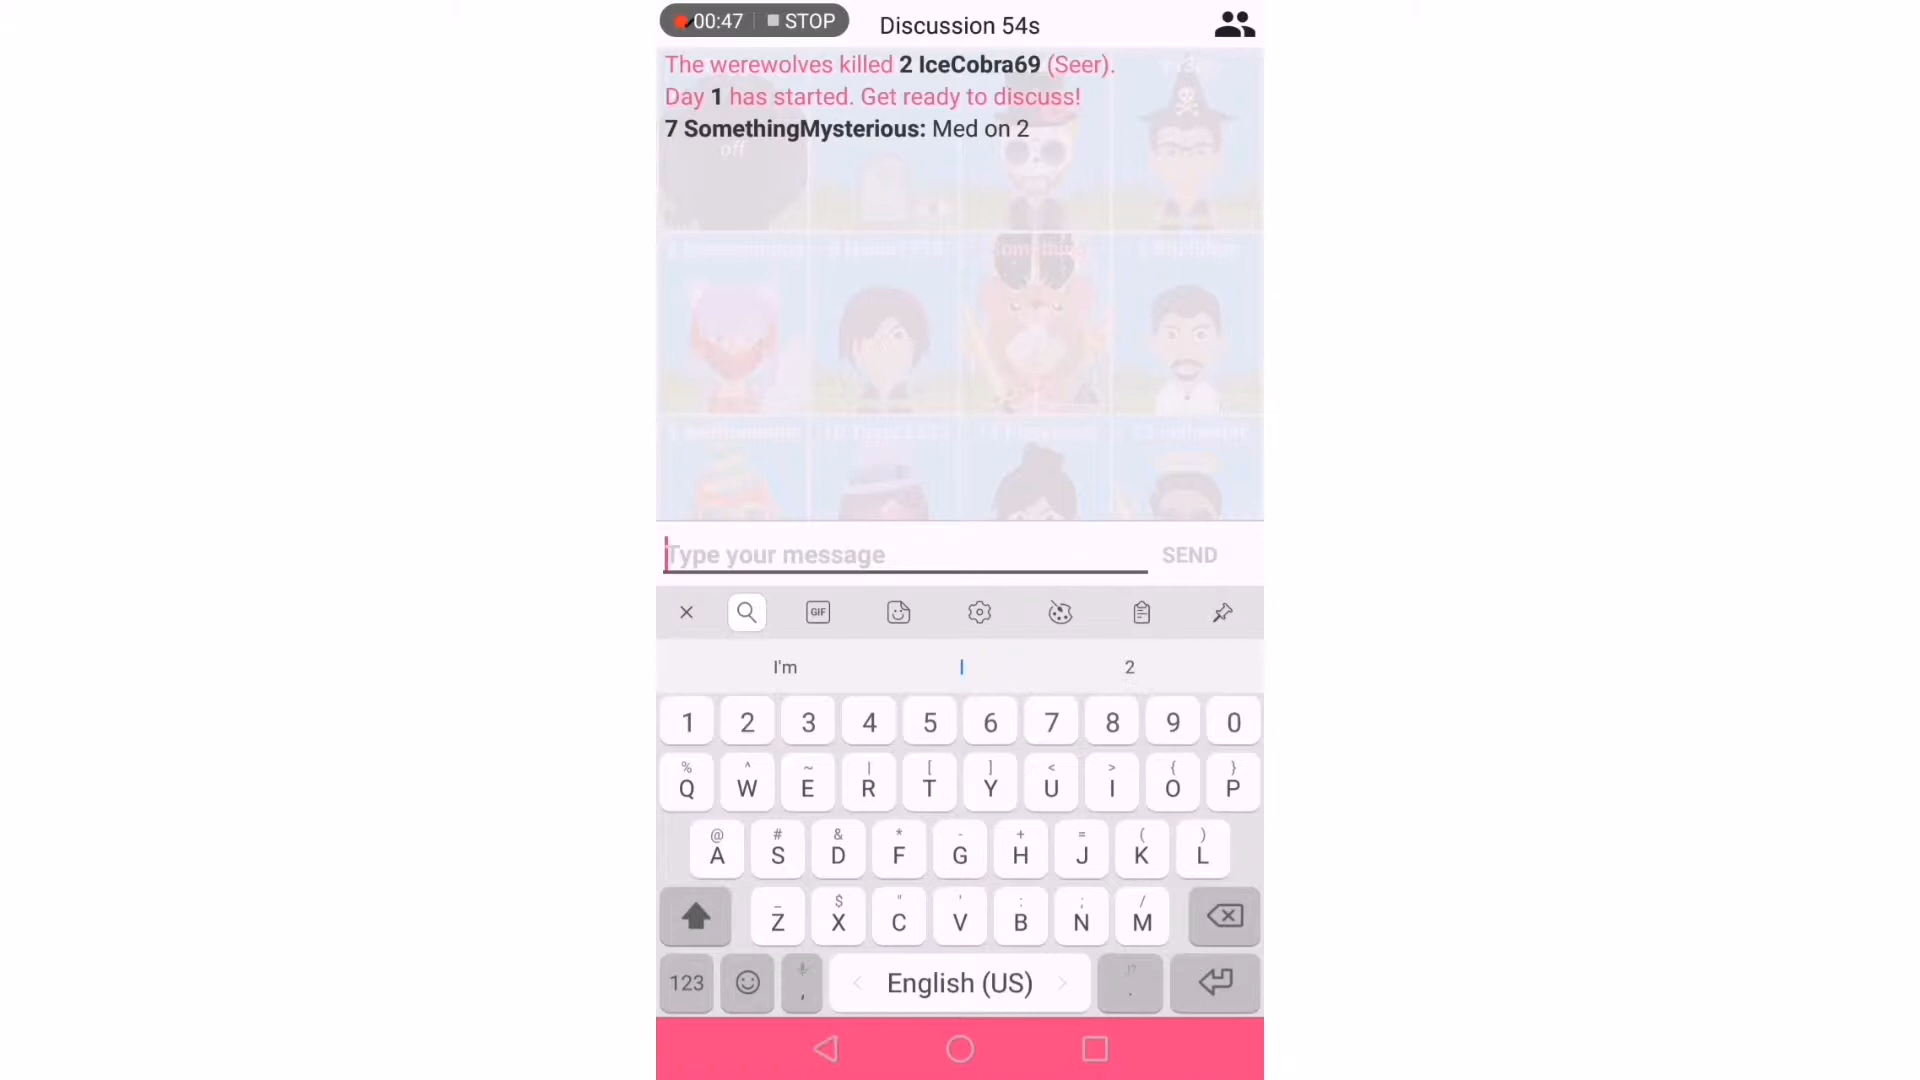 00:47 STOP
Discussion 54s
The werewolves killed 2 IceCobra69 (Seer).
Day 1 has started. Get ready to discuss!
7 SomethingMysterious: Med on 2
off
Type your message
SEND
GIF
I'm
I
2
1 2 3 4 5 6 7 8 9 0
% ^ ~ | [ ] < > { }
Q W E R T Y U I O P
@ # & * - + = ( )
A S D F G H J K L
_ $ " ' : ; /
Z X C V B N M
!?
123 , English (US) .